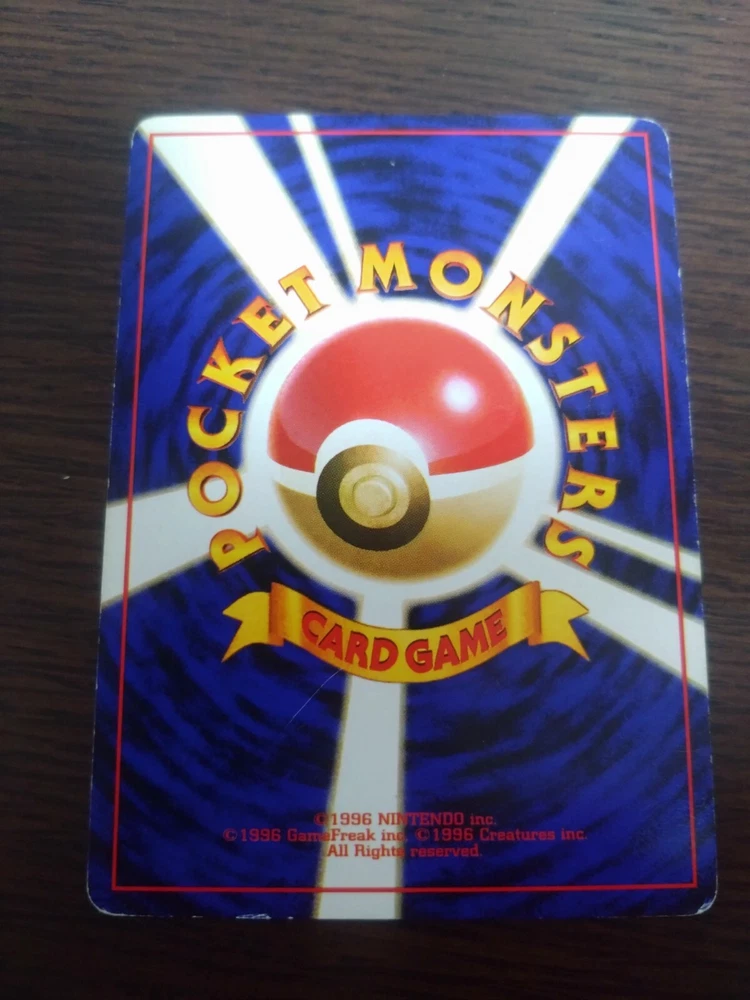 POCKET MONSTERS
CARD GAME
©1996 NINTENDO inc.
©1996 GameFreak inc. ©1996 Creatures inc.
All Rights reserved.